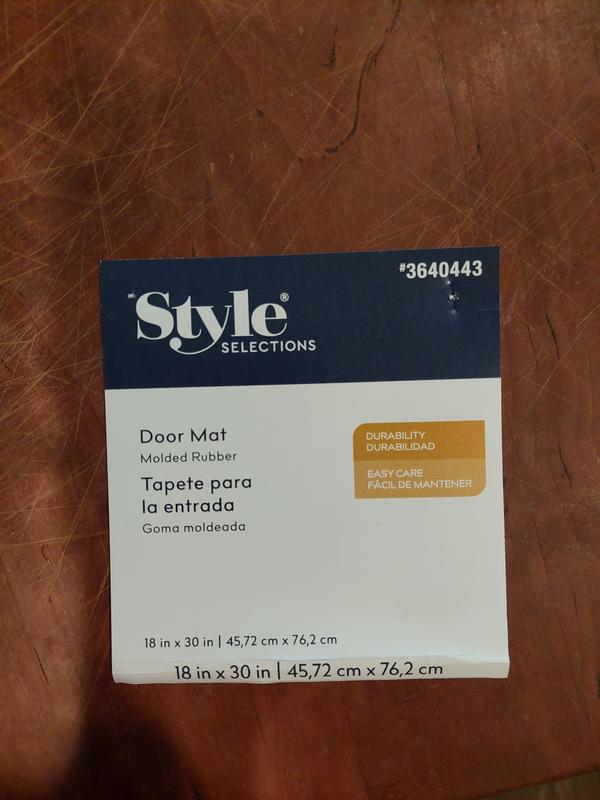 #3640443
Style®
SELECTIONS
Door Mat
Molded Rubber
Tapete para
la entrada
Goma moldeada
DURABILITY
DURABILIDAD
EASY CARE
FÁCIL DE MANTENER
18 in x 30 in | 45,72 cm x 76,2 cm
18 in x 30 in | 45,72 cm x 76,2 cm